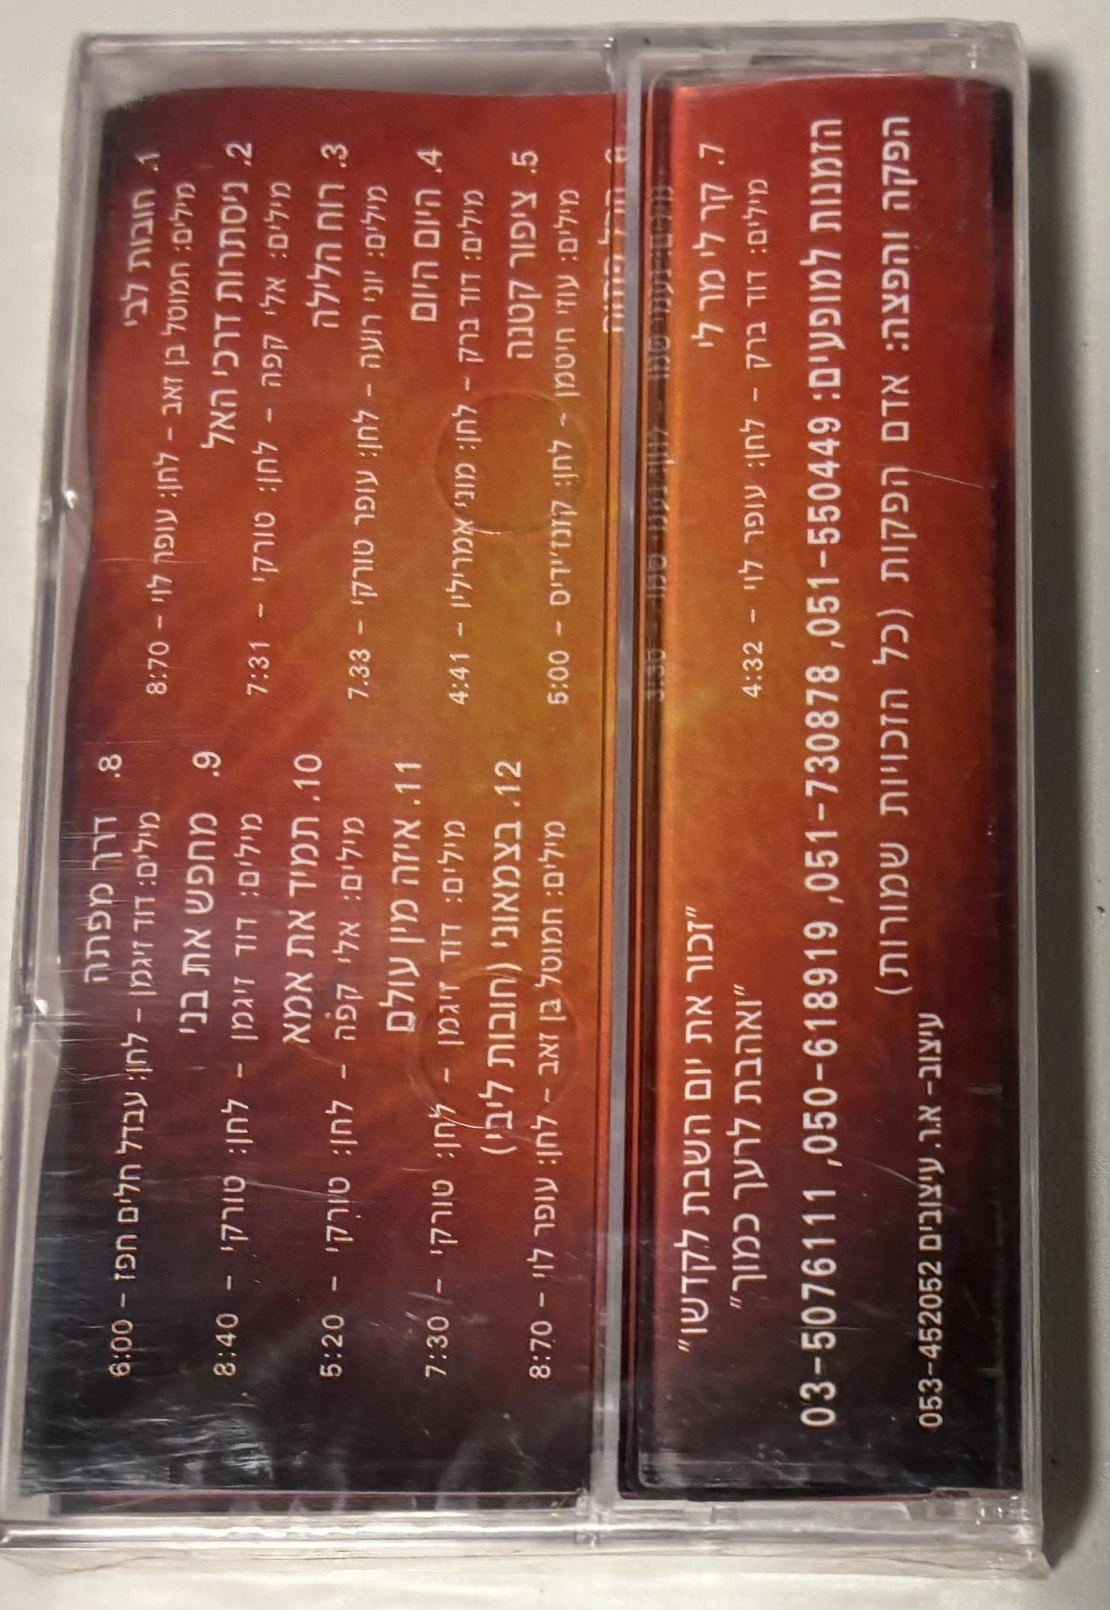 1. חובות לבי
מילים: חמוטל בן זאב - לחן: עופר לוי - 8:70
2. ניסתרות דרכי האל
מילים: אלי קפה - לחן: טורקי - 7:31
3. רוח הלילה
מילים: יוני רועה - לחן: עופר טורקי - 7.33
4. היום היום
מילים: דוד ברק - לחן: מוני אמריליו - 4:41
5. ציפור קטנה
מילים: עוזי חיטמן - לחן: קונדז'ידיס - 5:00
7. קר לי מר לי
מילים: דוד ברק - לחן: עופר לוי - 4:32
8. דרך מפתה
מילים: דוד זיגמן - לחן: עבדל חלים חפז - 6:00
9. מחפש את בני
מילים: דוד זיגמן - לחן: טורקי - 8:40
10. תמיד את אמא
מילים: אלי קפה - לחן: טורקי - 5:20
11. איזה מין עולם
מילים: דוד זיגמן - לחן: טורקי - 7:30
12. בצמאוני (חובות ליבי)
מילים: חמוטל בן זאב - לחן: עופר לוי - 8:70
"זכור את יום השבת לקדשו"
"ואהבת לרעך כמוך"
הזמנות למופעים: 051-550449, 051-730878, 050-618919, 03-5076111
הפקה והפצה: אדם הפקות (כל הזכויות שמורות)
עיצוב- א.ר. עיצובים 053-452052